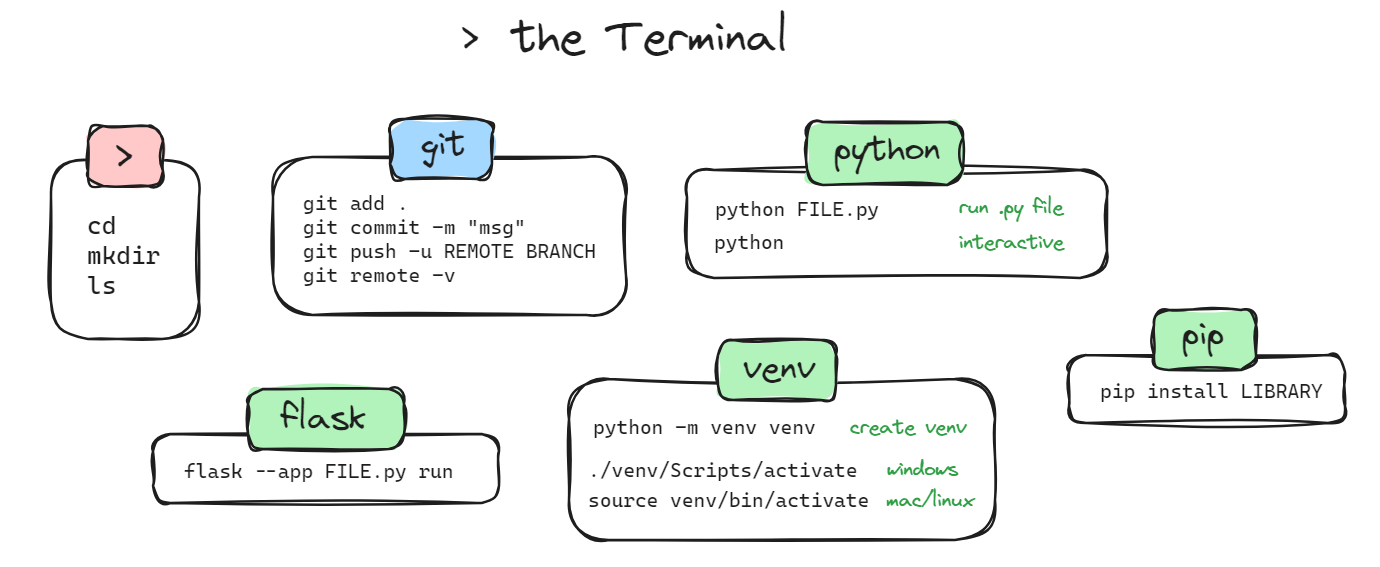 > the Terminal
>
cd
mkdir
ls
git
git add .
git commit -m "msg"
git push -u REMOTE BRANCH
git remote -v
python
python FILE.py run .py file
python interactive
flask
flask --app FILE.py run
venv
python -m venv venv create venv
./venv/Scripts/activate windows
source venv/bin/activate mac/linux
pip
pip install LIBRARY